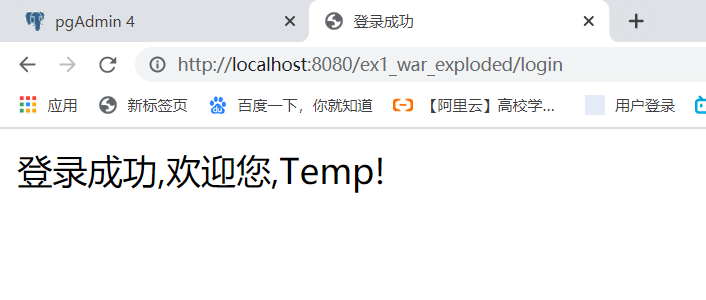 pgAdmin 4 登录成功
http://localhost:8080/ex1_war_exploded/login
应用 新标签页 百度一下，你就知道 【阿里云】高校学... 用户登录
登录成功,欢迎您,Temp!